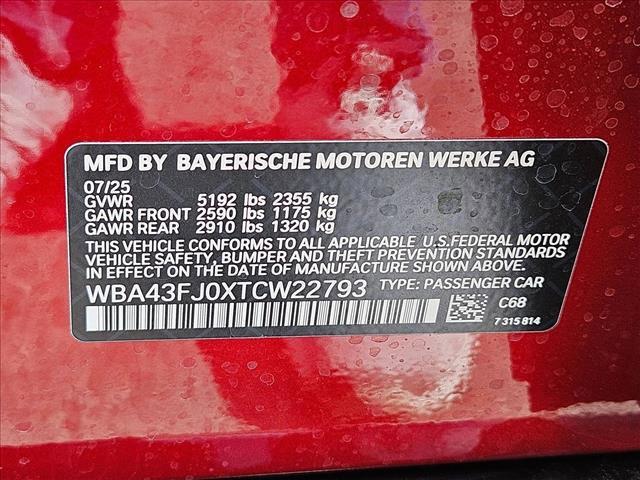 MFD BY BAYERISCHE MOTOREN WERKE AG
07/25
GVWR 5192 lbs 2355 kg
GAWR FRONT 2590 lbs 1175 kg
GAWR REAR 2910 lbs 1320 kg
THIS VEHICLE CONFORMS TO ALL APPLICABLE U.S.FEDERAL MOTOR
VEHICLE SAFETY, BUMPER AND THEFT PREVENTION STANDARDS
IN EFFECT ON THE DATE OF MANUFACTURE SHOWN ABOVE.
WBA43FJ0XTCW22793 TYPE: PASSENGER CAR
C68
7315814